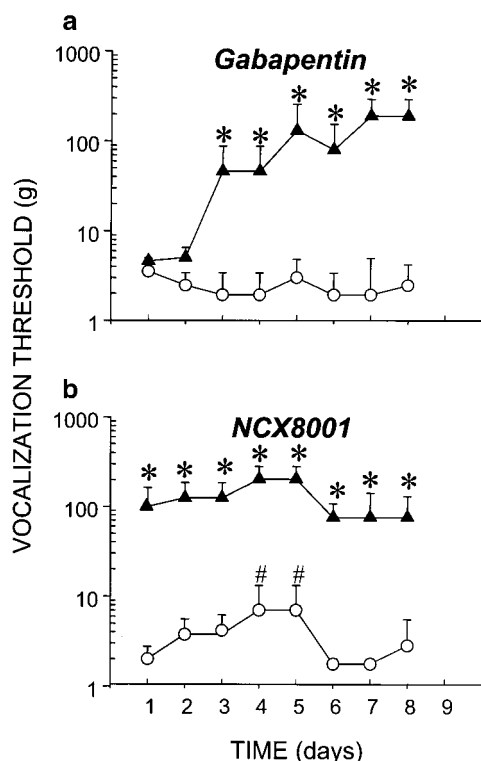 a
Gabapentin
1000
100
10
1
* * * * * *
b
NCX8001
1000
100
10
1
* * * * * * * *
# #
1 2 3 4 5 6 7 8 9
TIME (days)
VOCALIZATION THRESHOLD (g)